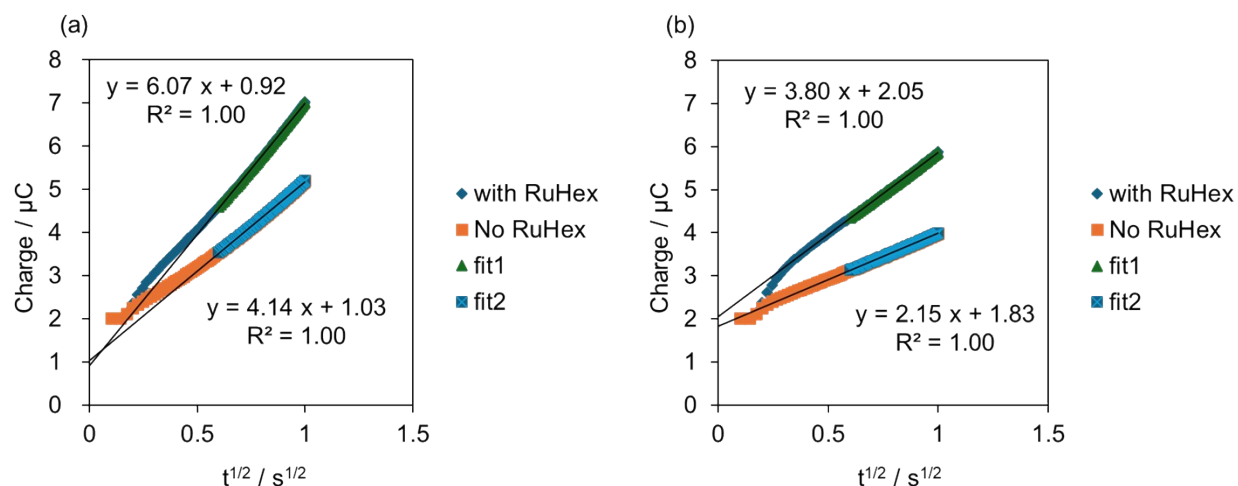 (a)
8
7
6
5
4
3
2
1
0
Charge / µC
y = 6.07 x + 0.92
R² = 1.00
y = 4.14 x + 1.03
R² = 1.00
0
0.5
1
1.5
t¹/² / s¹/²
with RuHex
No RuHex
fit1
fit2
(b)
8
7
6
5
4
3
2
1
0
Charge / µC
y = 3.80 x + 2.05
R² = 1.00
y = 2.15 x + 1.83
R² = 1.00
0
0.5
1
1.5
t¹/² / s¹/²
with RuHex
No RuHex
fit1
fit2